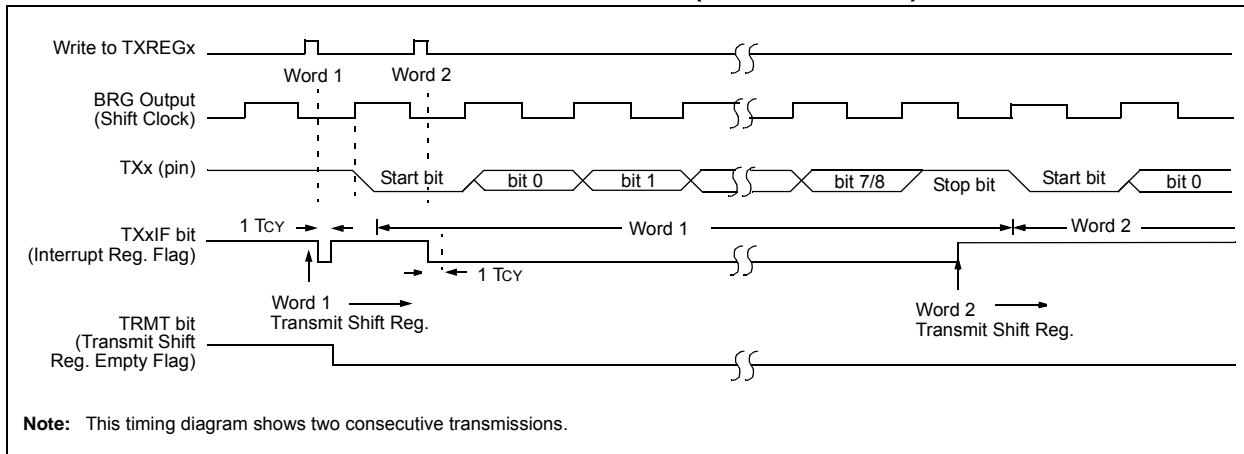 Write to TXREGx
Word 1
Word 2
BRG Output
(Shift Clock)
TXx (pin)
Start bit
bit 0
bit 1
bit 7/8
Stop bit
Start bit
bit 0
1 TCY
Word 1
Word 2
TXxIF bit
(Interrupt Reg. Flag)
1 TCY
Word 1
Transmit Shift Reg.
Word 2
Transmit Shift Reg.
TRMT bit
(Transmit Shift
Reg. Empty Flag)
Note: This timing diagram shows two consecutive transmissions.